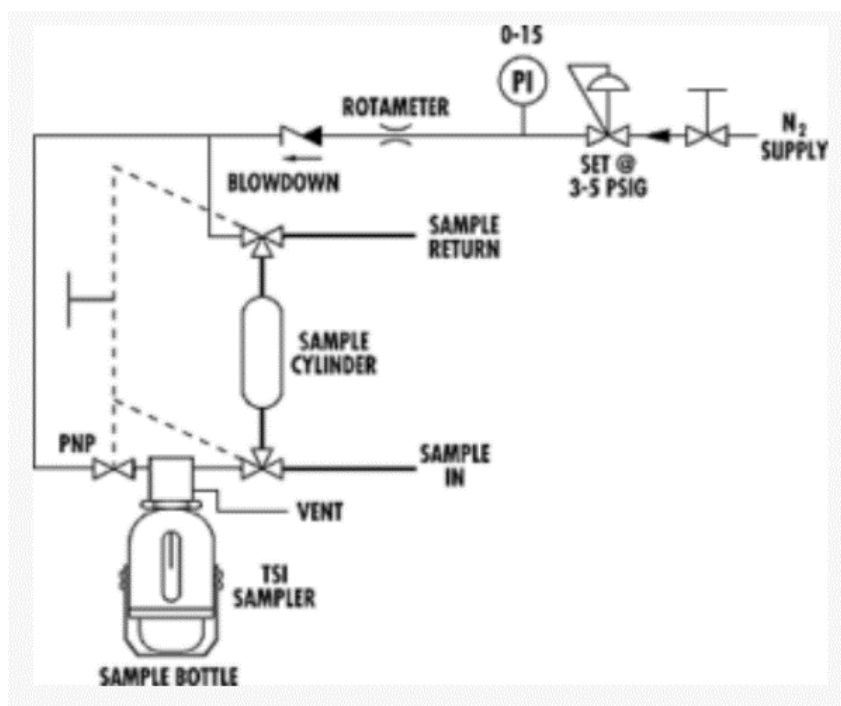 0-15
PI
ROTAMETER
N2
SUPPLY
SET @
3-5 PSIG
BLOWDOWN
SAMPLE
RETURN
SAMPLE
CYLINDER
PNP
SAMPLE
IN
VENT
TSI
SAMPLER
SAMPLE BOTTLE